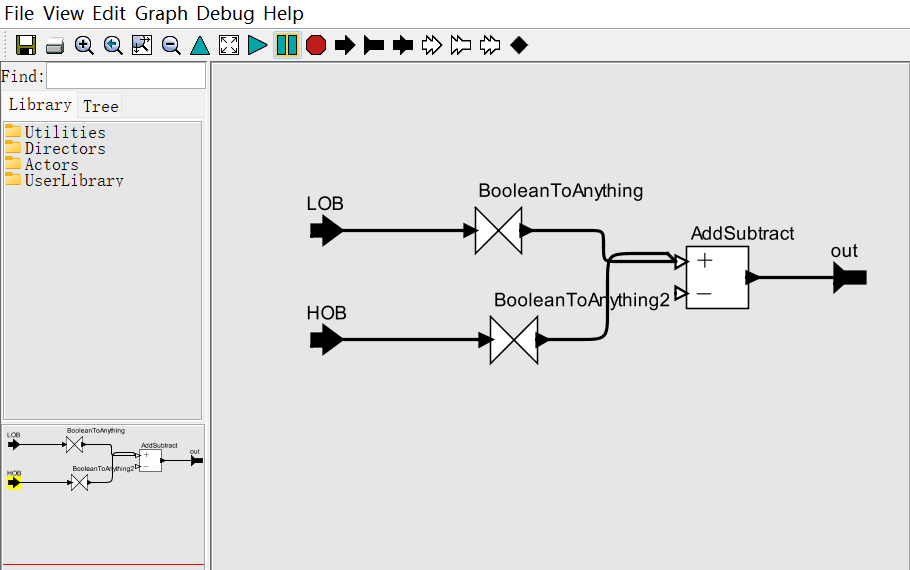 File View Edit Graph Debug Help
Find:
Library Tree
Utilities
Directors
Actors
UserLibrary
BooleanToAnything
LOB
AddSubtract
out
BooleanToAnything2
HOB
BooleanToAnything
LOB
AddSubtract
out
BooleanToAnything2
HOB